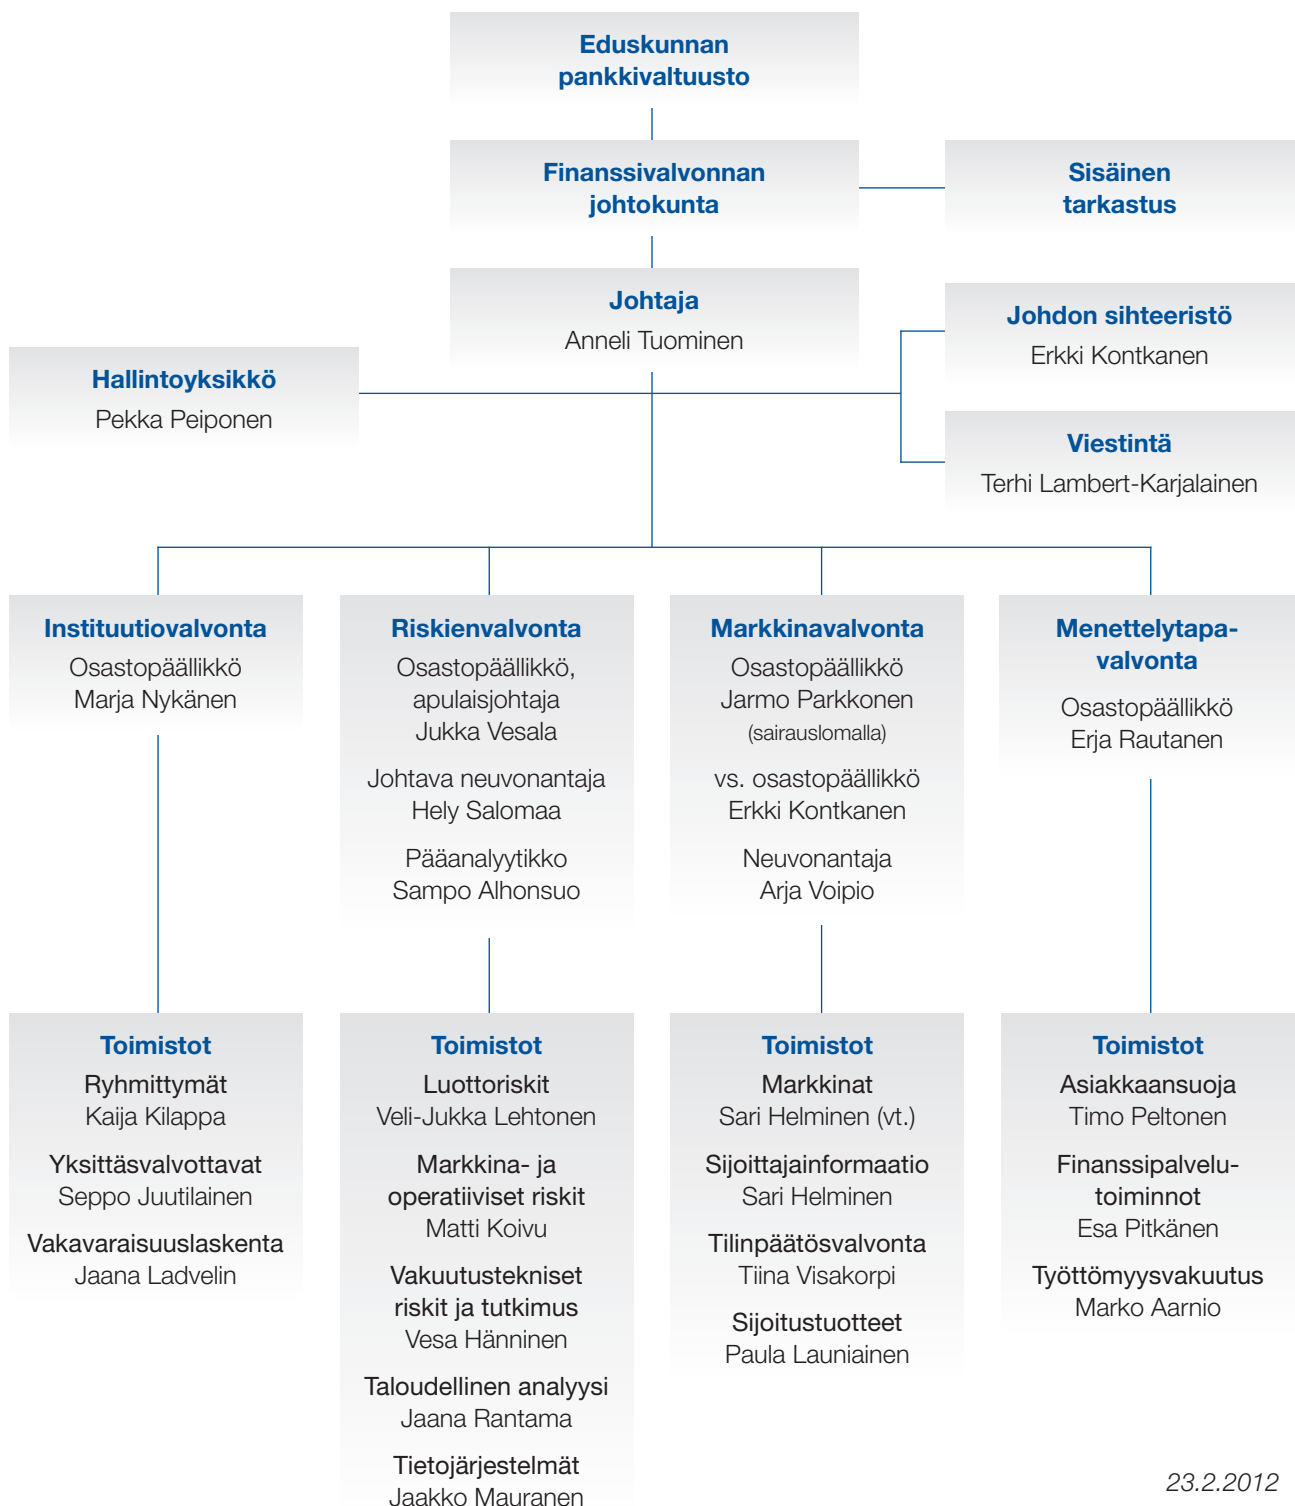 Eduskunnan
pankkivaltuusto
Finanssivalvonnan
johtokunta
Sisäinen
tarkastus
Johtaja
Anneli Tuominen
Johdon sihteeristö
Erkki Kontkanen
Hallintoyksikkö
Pekka Peiponen
Viestintä
Terhi Lambert-Karjalainen
Instituutiovalvonta
Osastopäällikkö
Marja Nykänen
Riskienvalvonta
Osastopäällikkö,
apulaisjohtaja
Jukka Vesala
Johtava neuvonantaja
Hely Salomaa
Pääanalyytikko
Sampo Alhonsuo
Markkinavalvonta
Osastopäällikkö
Jarmo Parkkonen
(sairauslomalla)
vs. osastopäällikkö
Erkki Kontkanen
Neuvonantaja
Arja Voipio
Menettelytapa-
valvonta
Osastopäällikkö
Erja Rautanen
Toimistot
Ryhmittymät
Kaija Kilappa
Yksittäsvalvottavat
Seppo Juutilainen
Vakavaraisuuslaskenta
Jaana Ladvelin
Toimistot
Luottoriskit
Veli-Jukka Lehtonen
Markkina- ja
operatiiviset riskit
Matti Koivu
Vakuutustekniset
riskit ja tutkimus
Vesa Hänninen
Taloudellinen analyysi
Jaana Rantama
Tietojärjestelmät
Jaakko Mauranen
Toimistot
Markkinat
Sari Helminen (vt.)
Sijoittajainformaatio
Sari Helminen
Tilinpäätösvalvonta
Tiina Visakorpi
Sijoitustuotteet
Paula Launiainen
Toimistot
Asiakkaansuoja
Timo Peltonen
Finanssipalvelu-
toiminnot
Esa Pitkänen
Työttömyysvakuutus
Marko Aarnio
23.2.2012